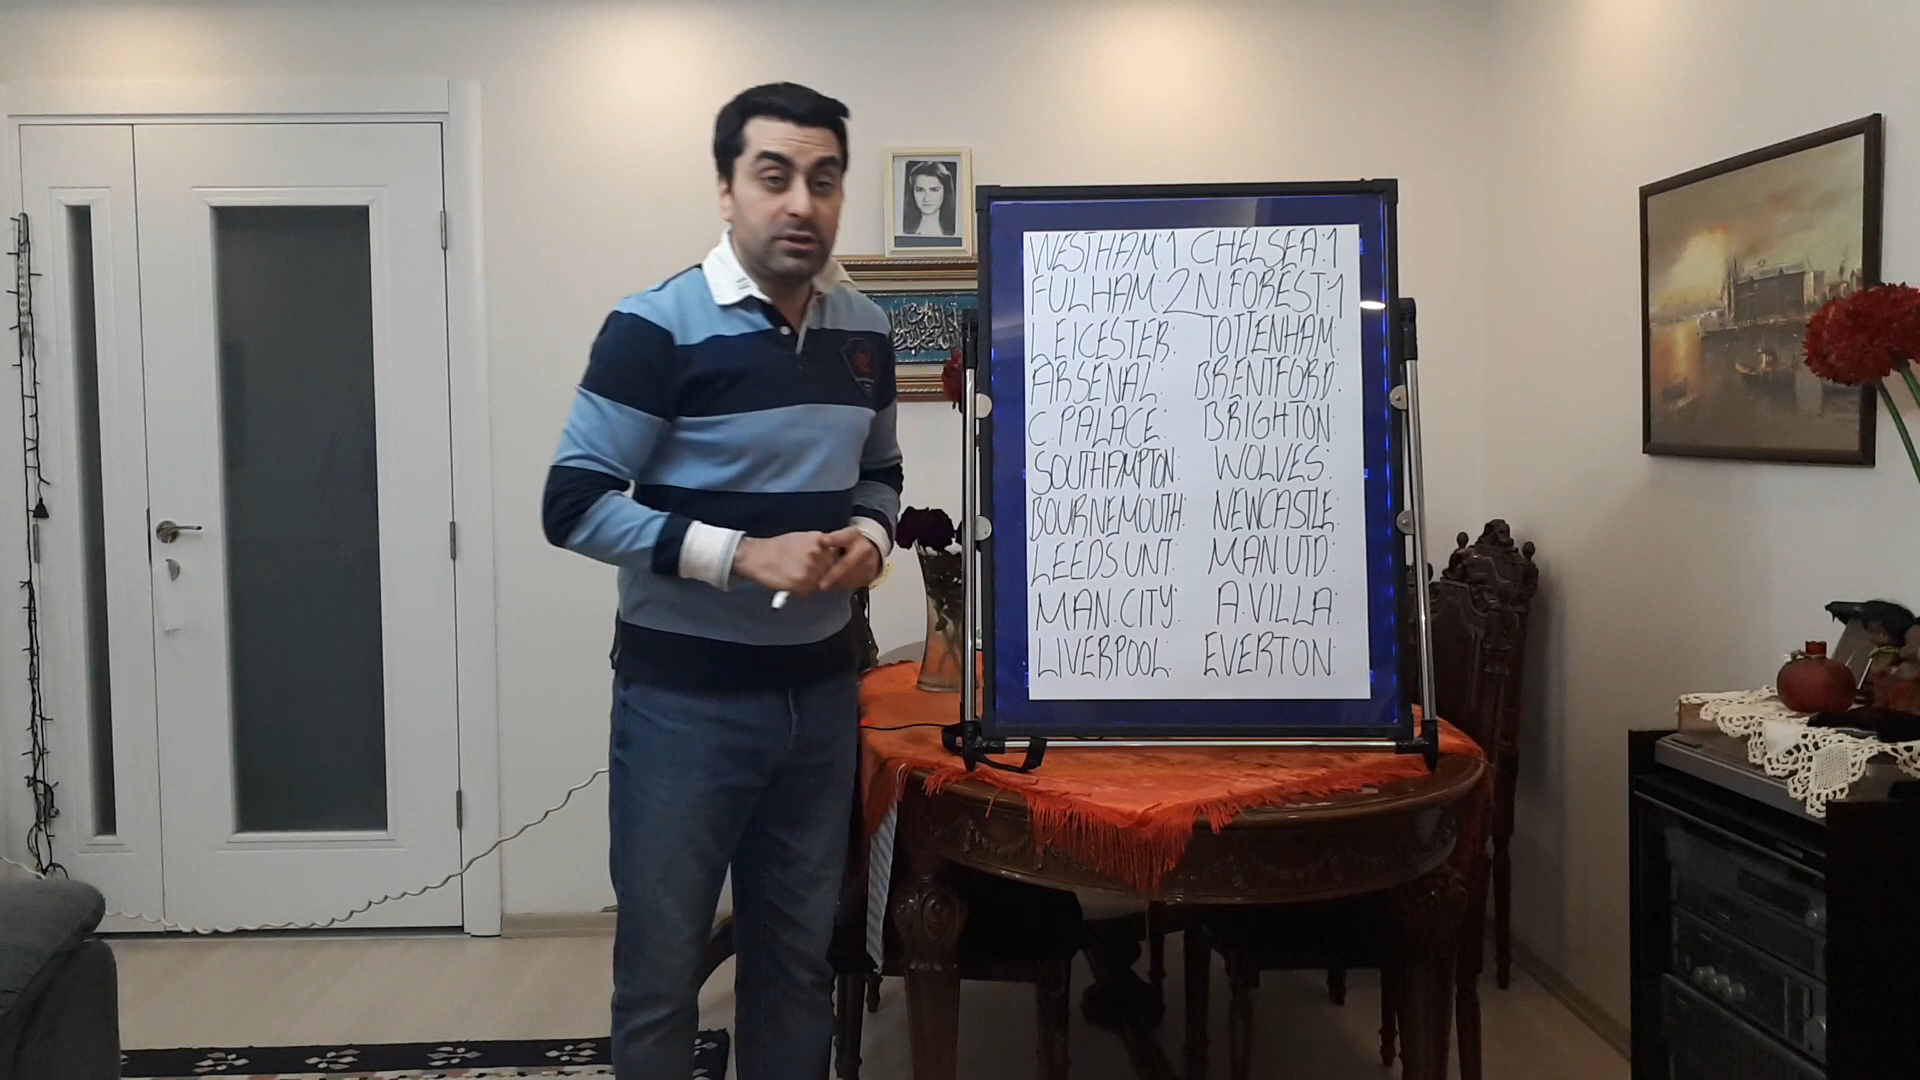 WESTHAM:1 CHELSEA:1
FULHAM:2 N.FOREST:1
LEICESTER: TOTTENHAM:
ARSENAL: BRENTFORD:
C.PALACE: BRIGHTON:
SOUTHAMPTON: WOLVES:
BOURNEMOUTH: NEWCASTLE:
LEEDS.UNT: MAN.UTD:
MAN.CITY: A.VILLA:
LIVERPOOL: EVERTON: